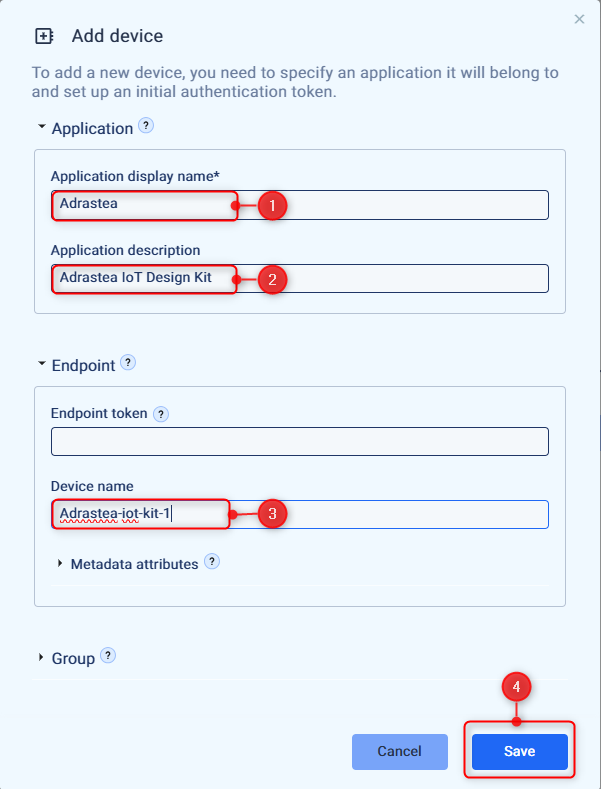 Add device
To add a new device, you need to specify an application it will belong to
and set up an initial authentication token.
Application ?
Application display name*
Adrastea
1
Application description
Adrastea IoT Design Kit
2
Endpoint ?
Endpoint token ?
Device name
Adrastea-iot-kit-1
3
Metadata attributes ?
Group ?
4
Cancel
Save